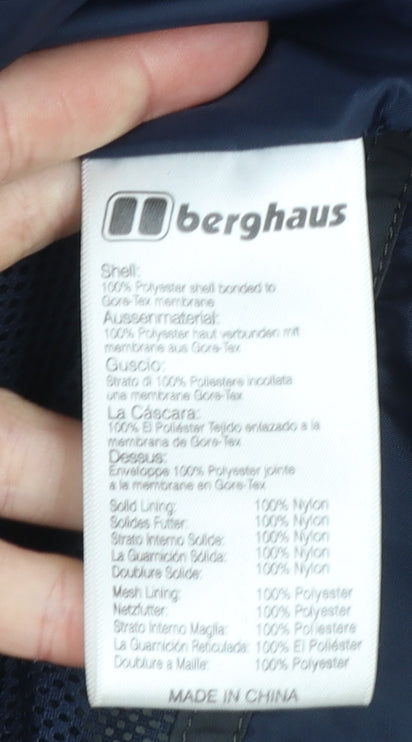 berghaus
Shell:
100% Polyester shell bonded to
Gore-Tex membrane
Aussenmaterial:
100% Polyester haut verbunden mit
membrane aus Gore-Tex
Guscio:
Strato di 100% Poliestere incollata
una membrane Gore-Tex
La Cáscara:
100% El Poliéster Tejido enlazado a la
membrana de Gore-Tex
Dessus:
Enveloppe 100% Polyester jointe
a la membrane en Gore-Tex
Solid Lining: 100% Nylon
Solides Futter: 100% Nylon
Strato Interno Solide: 100% Nylon
La Guarnición Sólida: 100% Nylon
Doublure Solide: 100% Nylon
Mesh Lining: 100% Polyester
Netzfutter: 100% Polyester
Strato Interno Maglia: 100% Poliestere
La Guarnición Reticulada: 100% El Poliéster
Doublure a Maille: 100% Polyester
MADE IN CHINA